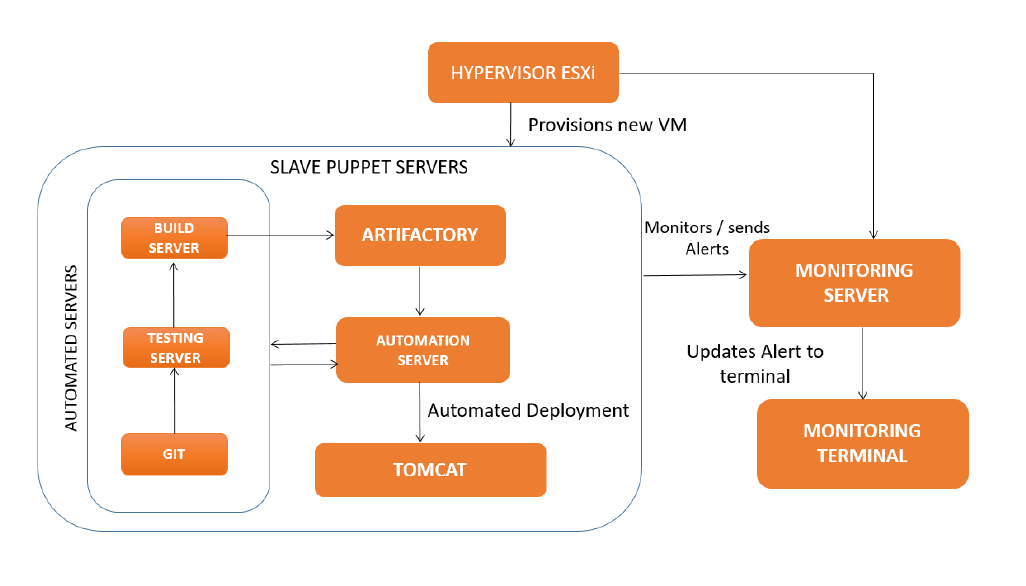 HYPERVISOR ESXi
Provisions new VM
SLAVE PUPPET SERVERS
AUTOMATED SERVERS
BUILD
SERVER
TESTING
SERVER
GIT
ARTIFACTORY
AUTOMATION
SERVER
Automated Deployment
TOMCAT
Monitors / sends
Alerts
MONITORING
SERVER
Updates Alert to
terminal
MONITORING
TERMINAL